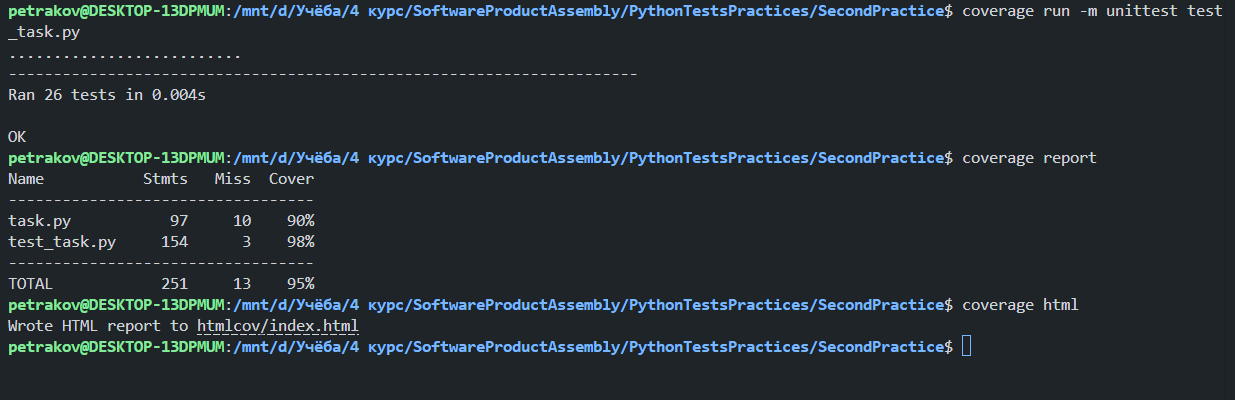 petrakov@DESKTOP-13DPMUM:/mnt/d/Учёба/4 курс/SoftwareProductAssembly/PythonTestsPractices/SecondPractice$ coverage run -m unittest test
_task.py
..........................
----------------------------------------------------------------------
Ran 26 tests in 0.004s

OK
petrakov@DESKTOP-13DPMUM:/mnt/d/Учёба/4 курс/SoftwareProductAssembly/PythonTestsPractices/SecondPractice$ coverage report
Name           Stmts   Miss  Cover
----------------------------------
task.py           97     10    90%
test_task.py     154      3    98%
----------------------------------
TOTAL            251     13    95%
petrakov@DESKTOP-13DPMUM:/mnt/d/Учёба/4 курс/SoftwareProductAssembly/PythonTestsPractices/SecondPractice$ coverage html
Wrote HTML report to htmlcov/index.html
petrakov@DESKTOP-13DPMUM:/mnt/d/Учёба/4 курс/SoftwareProductAssembly/PythonTestsPractices/SecondPractice$